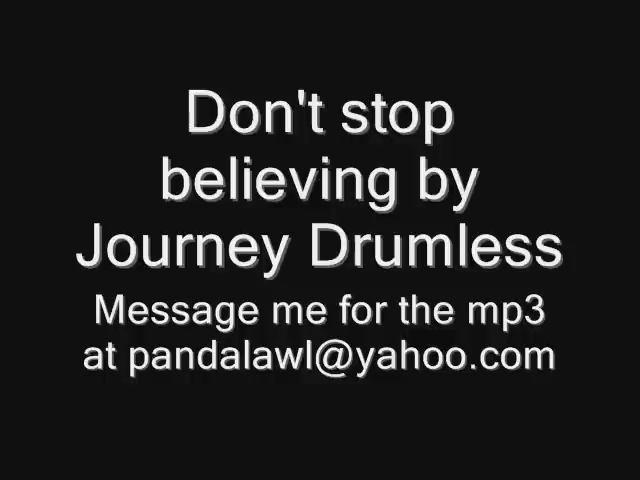 Don't stop
believing by
Journey Drumless
Message me for the mp3
at pandalawl@yahoo.com